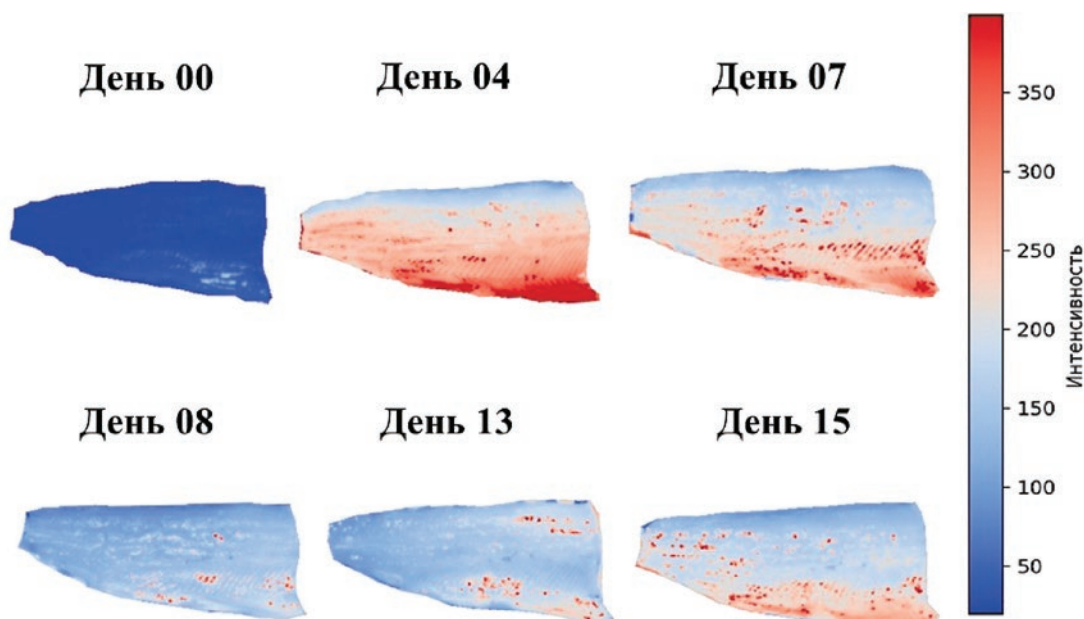 День 00
День 04
День 07
День 08
День 13
День 15
350
300
250
200
150
100
50
Интенсивность